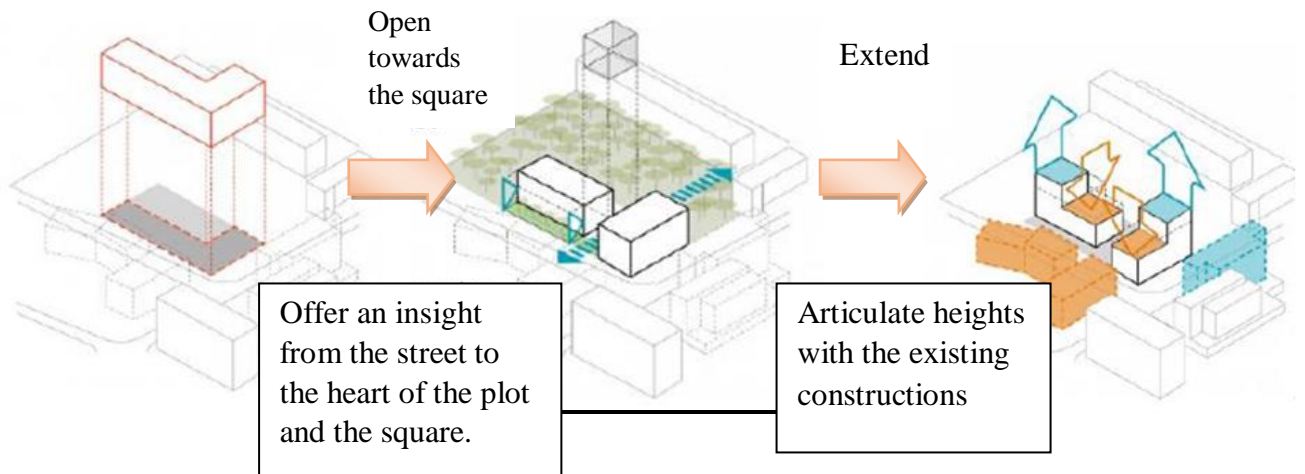 Open
towards
the square
Extend
Offer an insight
from the street to
the heart of the plot
and the square.
Articulate heights
with the existing
constructions